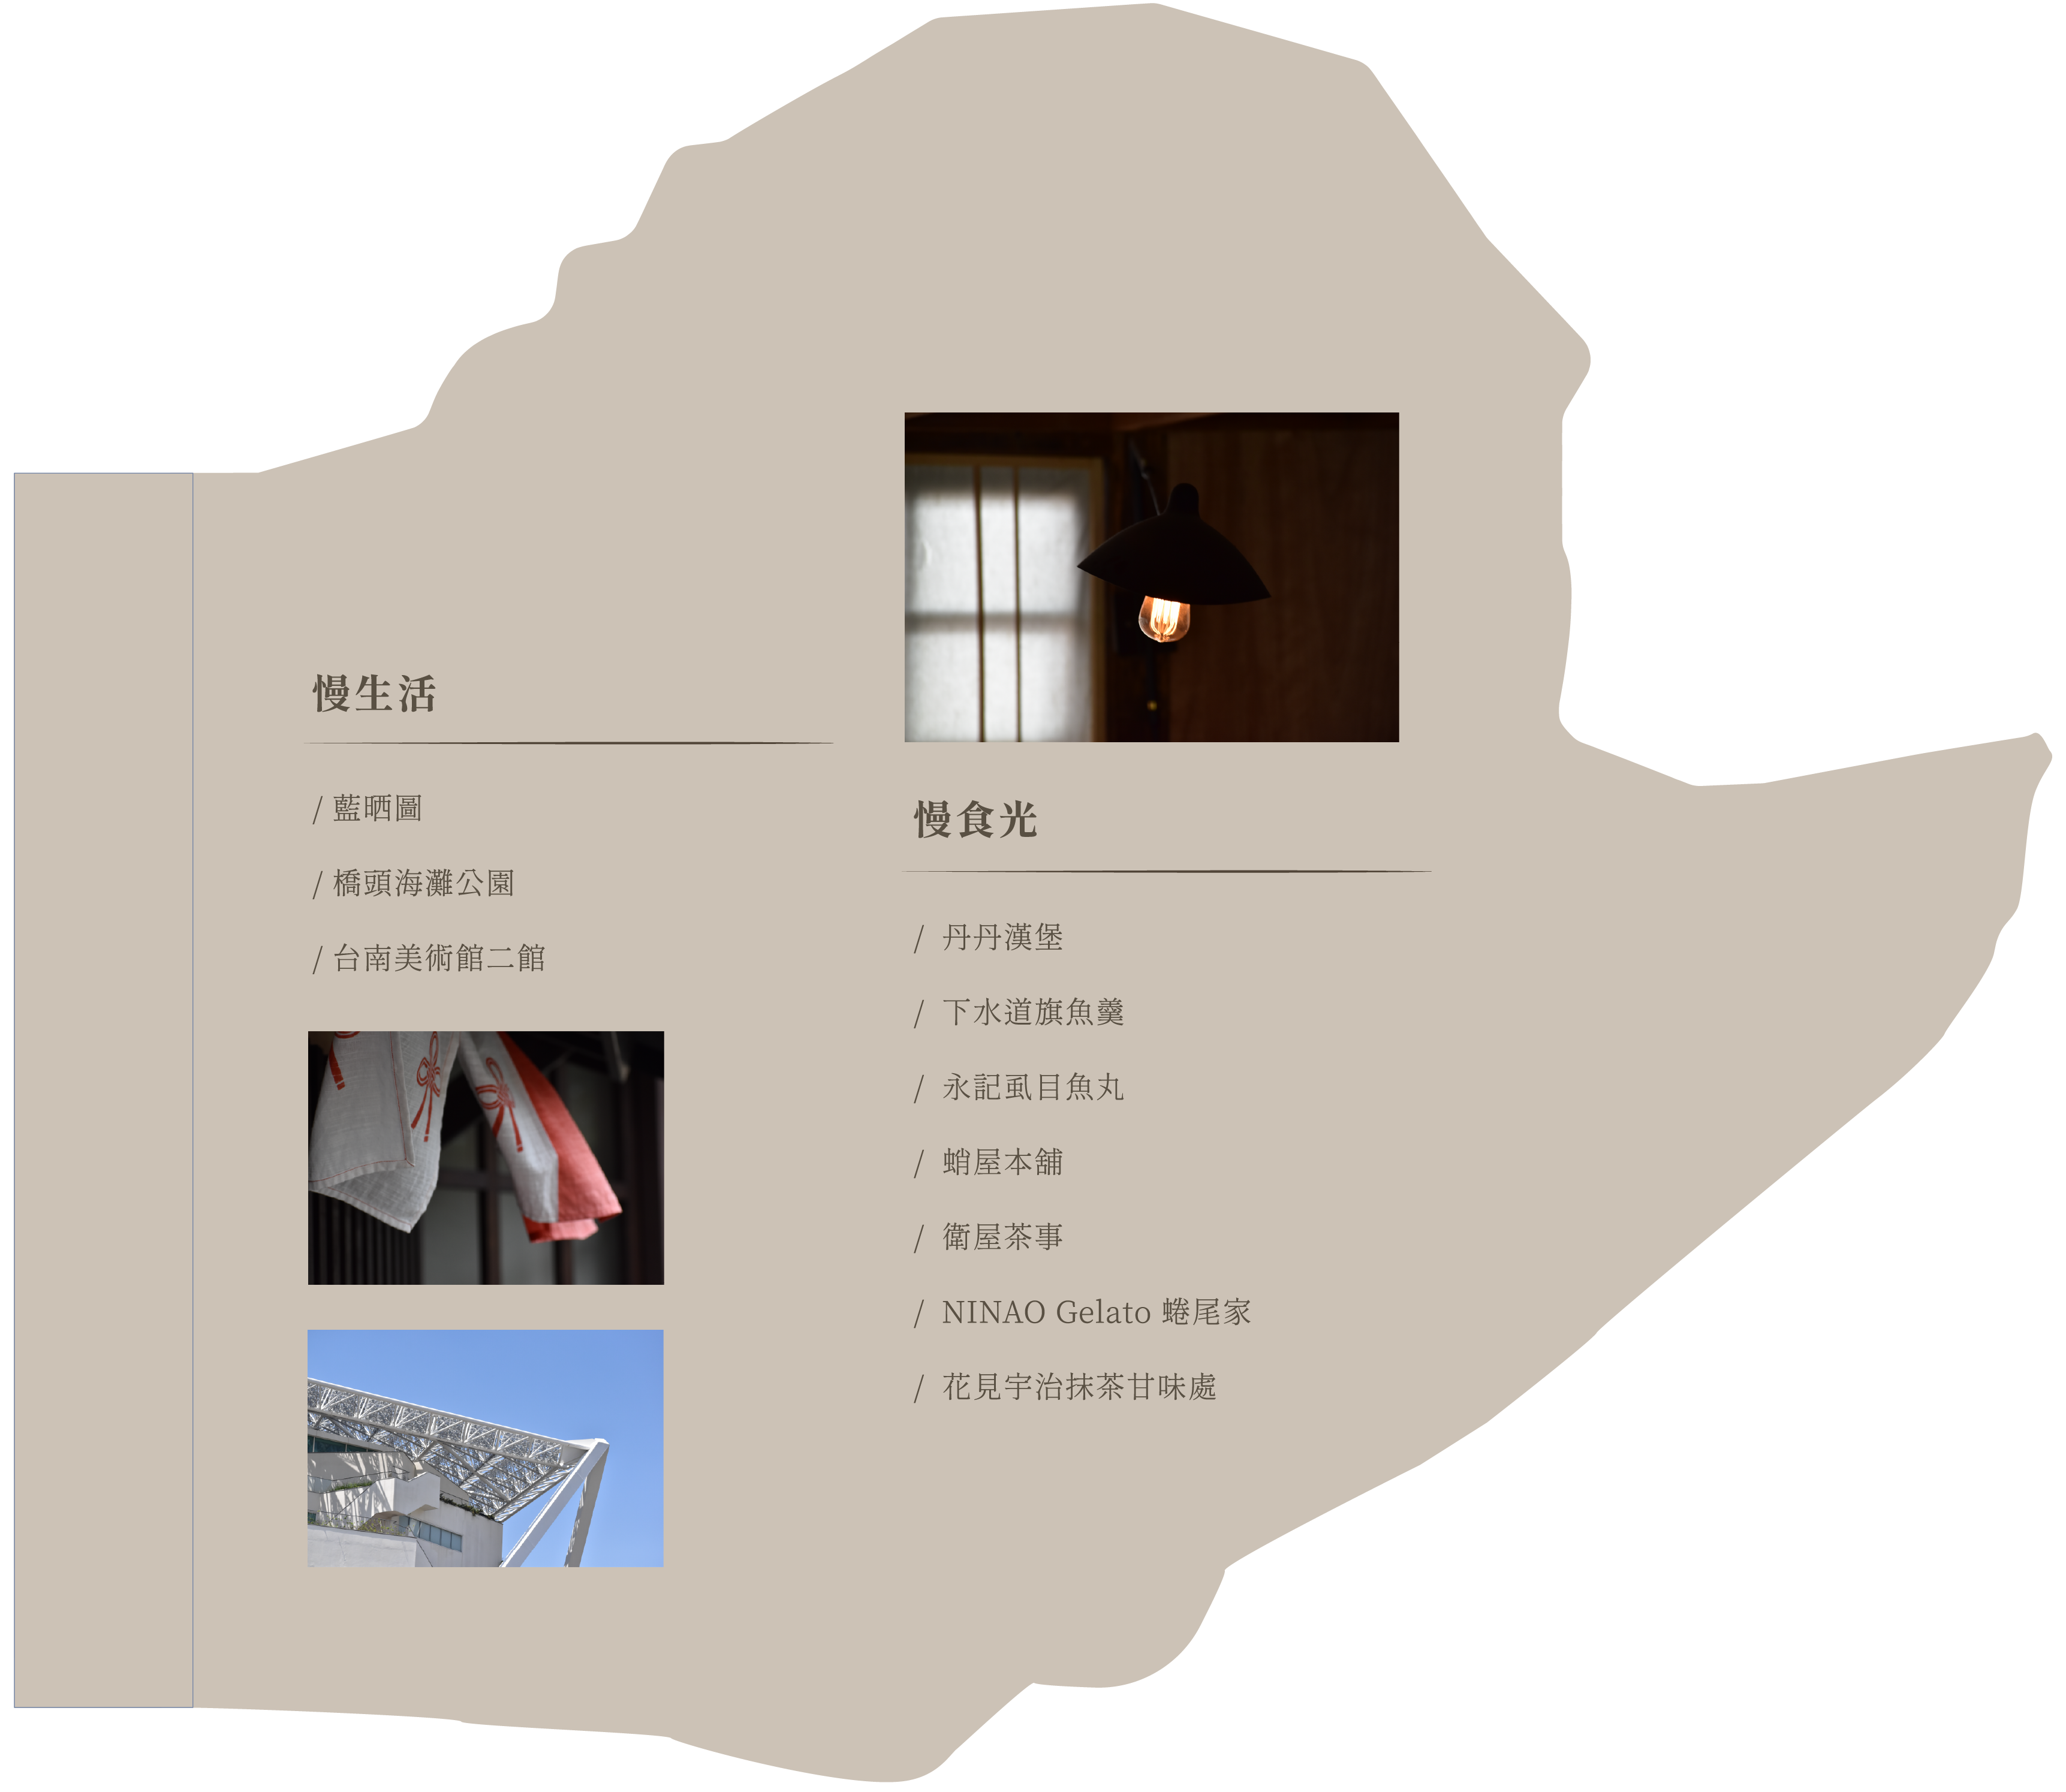 慢生活
/ 藍晒圖
/ 橋頭海灘公園
/ 台南美術館二館
慢食光
/ 丹丹漢堡
/ 下水道旗魚羹
/ 永記虱目魚丸
/ 蛸屋本舖
/ 衛屋茶事
/ NINAO Gelato 蜷尾家
/ 花見宇治抹茶甘味處